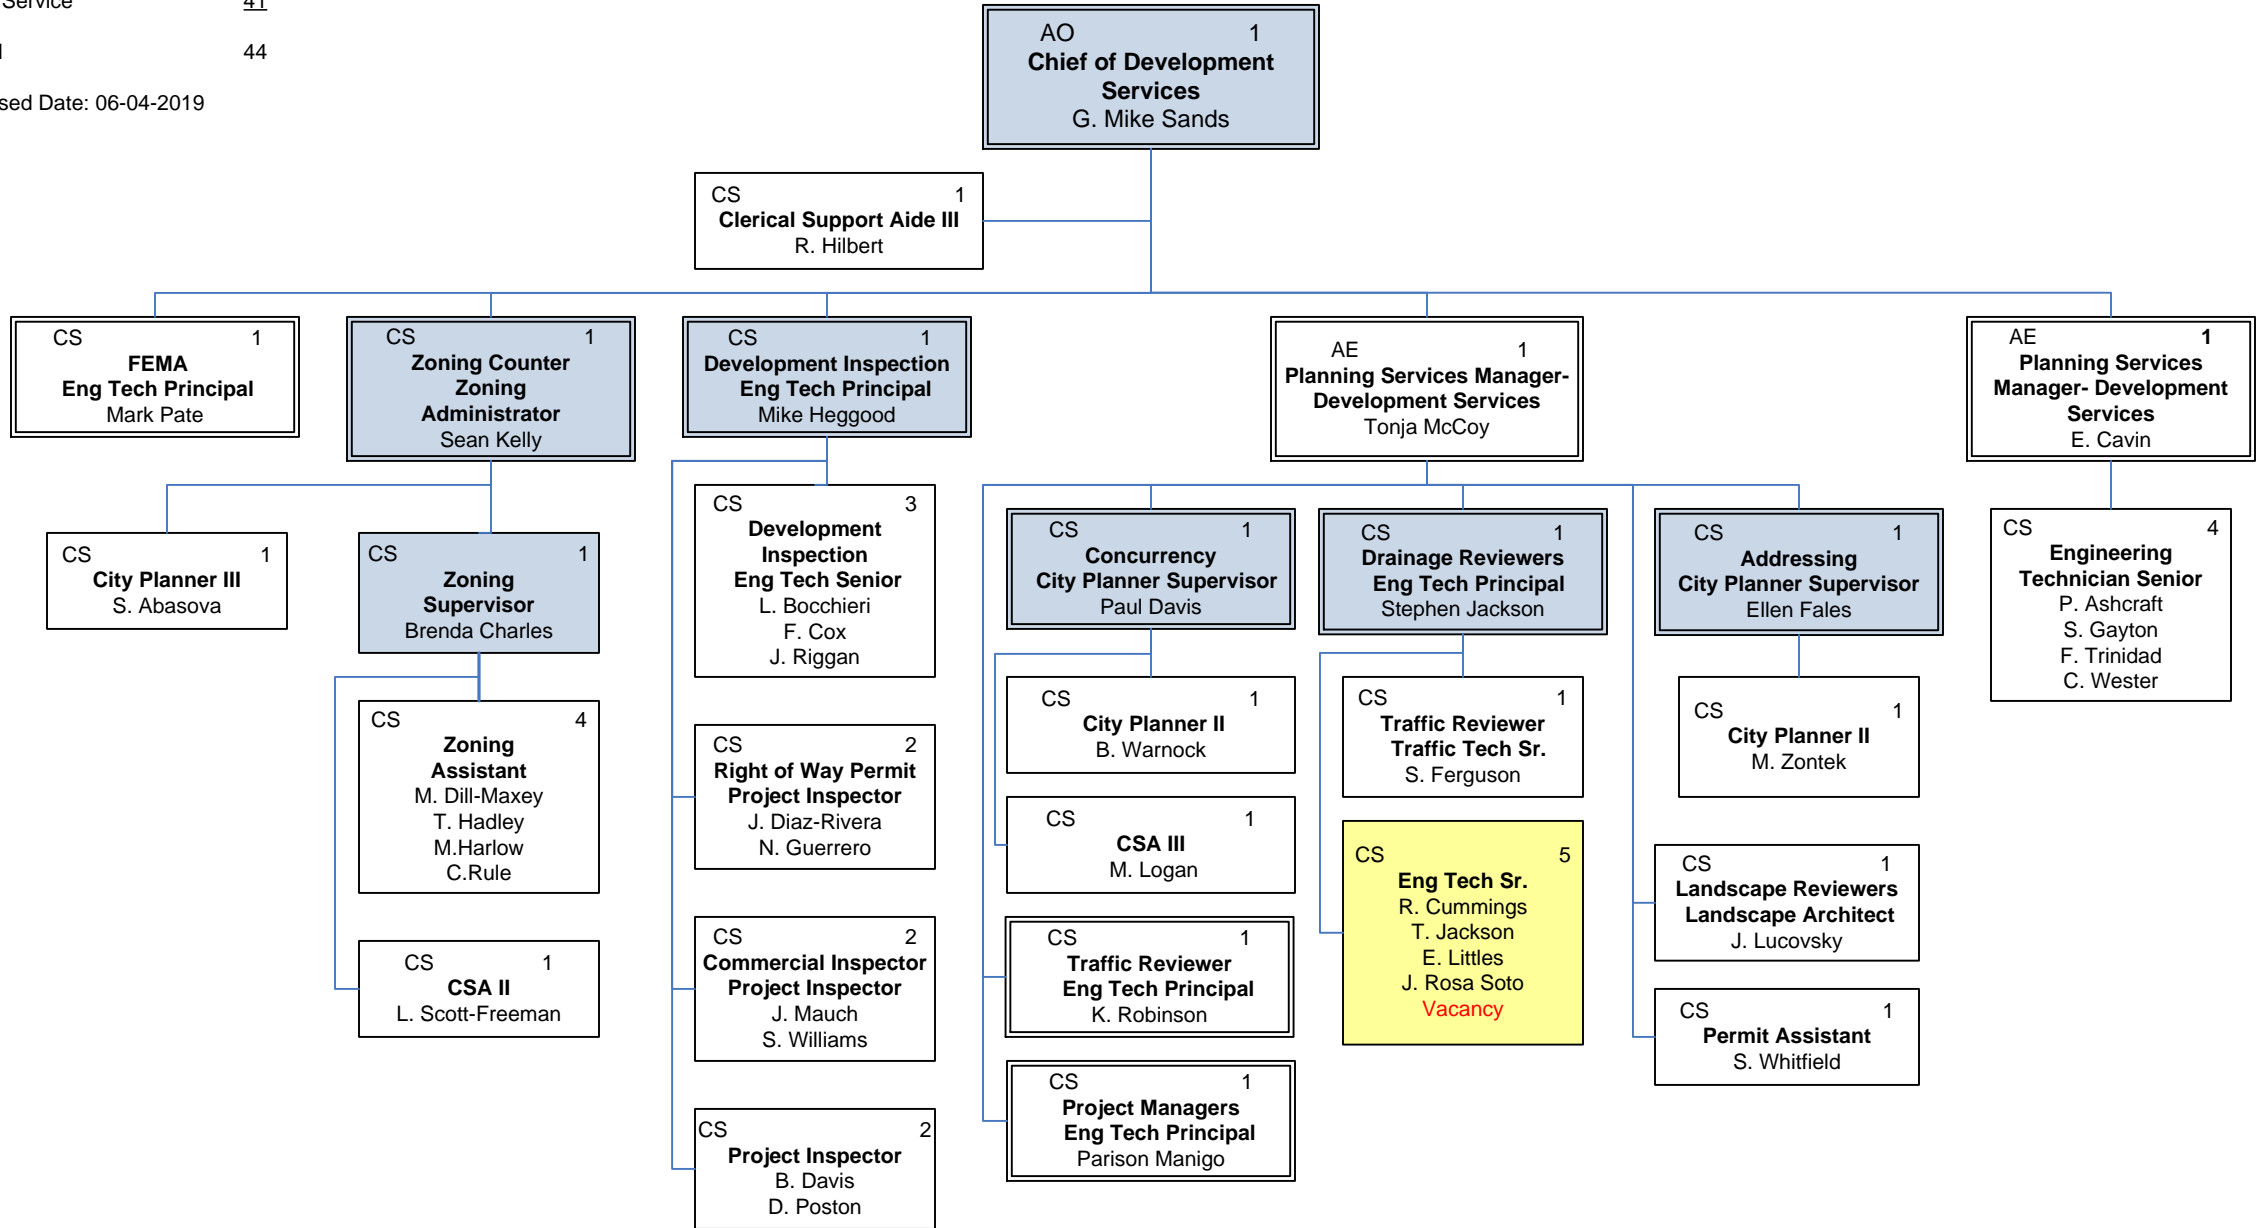 Service 41
44
sed Date: 06-04-2019
AO 1
Chief of Development
Services
G. Mike Sands
CS 1
Clerical Support Aide III
R. Hilbert
CS 1
FEMA
Eng Tech Principal
Mark Pate
CS 1
Zoning Counter
Zoning
Administrator
Sean Kelly
CS 1
Development Inspection
Eng Tech Principal
Mike Heggood
AE 1
Planning Services Manager-
Development Services
Tonja McCoy
AE 1
Planning Services
Manager- Development
Services
E. Cavin
CS 1
City Planner III
S. Abasova
CS 1
Zoning
Supervisor
Brenda Charles
CS 4
Zoning
Assistant
M. Dill-Maxey
T. Hadley
M.Harlow
C.Rule
CS 1
CSA II
L. Scott-Freeman
CS 3
Development
Inspection
Eng Tech Senior
L. Bocchieri
F. Cox
J. Riggan
CS 2
Right of Way Permit
Project Inspector
J. Diaz-Rivera
N. Guerrero
CS 2
Commercial Inspector
Project Inspector
J. Mauch
S. Williams
CS 2
Project Inspector
B. Davis
D. Poston
CS 1
Concurrency
City Planner Supervisor
Paul Davis
CS 1
City Planner II
B. Warnock
CS 1
CSA III
M. Logan
CS 1
Traffic Reviewer
Eng Tech Principal
K. Robinson
CS 1
Project Managers
Eng Tech Principal
Parison Manigo
CS 1
Drainage Reviewers
Eng Tech Principal
Stephen Jackson
CS 1
Traffic Reviewer
Traffic Tech Sr.
S. Ferguson
CS 5
Eng Tech Sr.
R. Cummings
T. Jackson
E. Littles
J. Rosa Soto
Vacancy
CS 1
Addressing
City Planner Supervisor
Ellen Fales
CS 1
City Planner II
M. Zontek
CS 1
Landscape Reviewers
Landscape Architect
J. Lucovsky
CS 1
Permit Assistant
S. Whitfield
CS 4
Engineering
Technician Senior
P. Ashcraft
S. Gayton
F. Trinidad
C. Wester